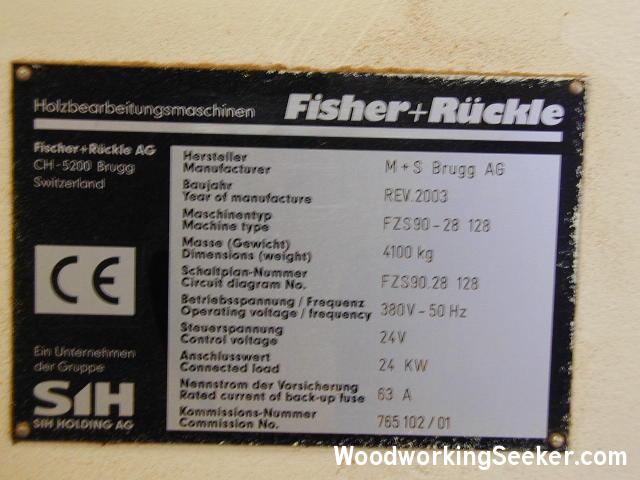 Holzbearbeitungsmaschinen Fisher+Rückle
Fischer+Rückle AG
CH-5200 Brugg
Switzerland
CE
Ein Unternehmen
der Gruppe
SIH
SIH HOLDING AG
Hersteller
Manufacturer M+S Brugg AG
Baujahr
Year of manufacture REV.2003
Maschinentyp
Machine type FZS90-28 128
Masse (Gewicht)
Dimensions (weight) 4100 kg
Schaltplan-Nummer
Circuit diagram No. FZS90.28 128
Betriebsspannung / Frequenz
Operating voltage / frequency 380V-50 Hz
Steuerspannung
Control voltage 24V
Anschlusswert
Connected load 24 KW
Nennstrom der Versicherung
Rated current of back-up fuse 63 A
Kommissions-Nummer
Commission No. 765 102/01
WoodworkingSeeker.com